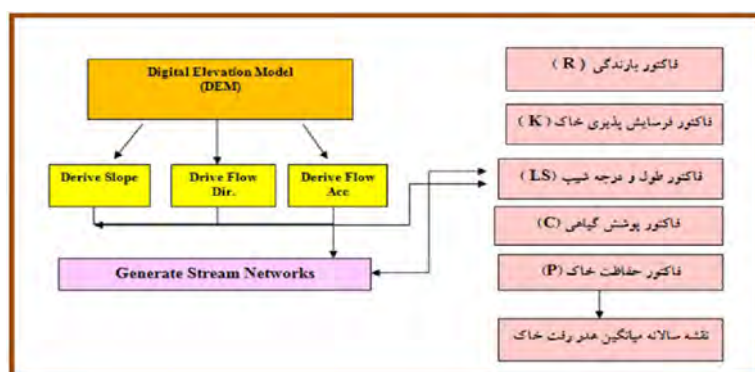 Digital Elevation Model
(DEM)
Derive Slope
Drive Flow
Dir.
Derive Flow
Acc
Generate Stream Networks
فاکتور بارندگی ( R )
فاکتور فرسایش پذیری خاک ( K )
فاکتور طول و درجه شیب (LS)
فاکتور پوشش گیاهی (C)
فاکتور حفاظت خاک (P)
نقشه سالانه میانگین هدر رفت خاک